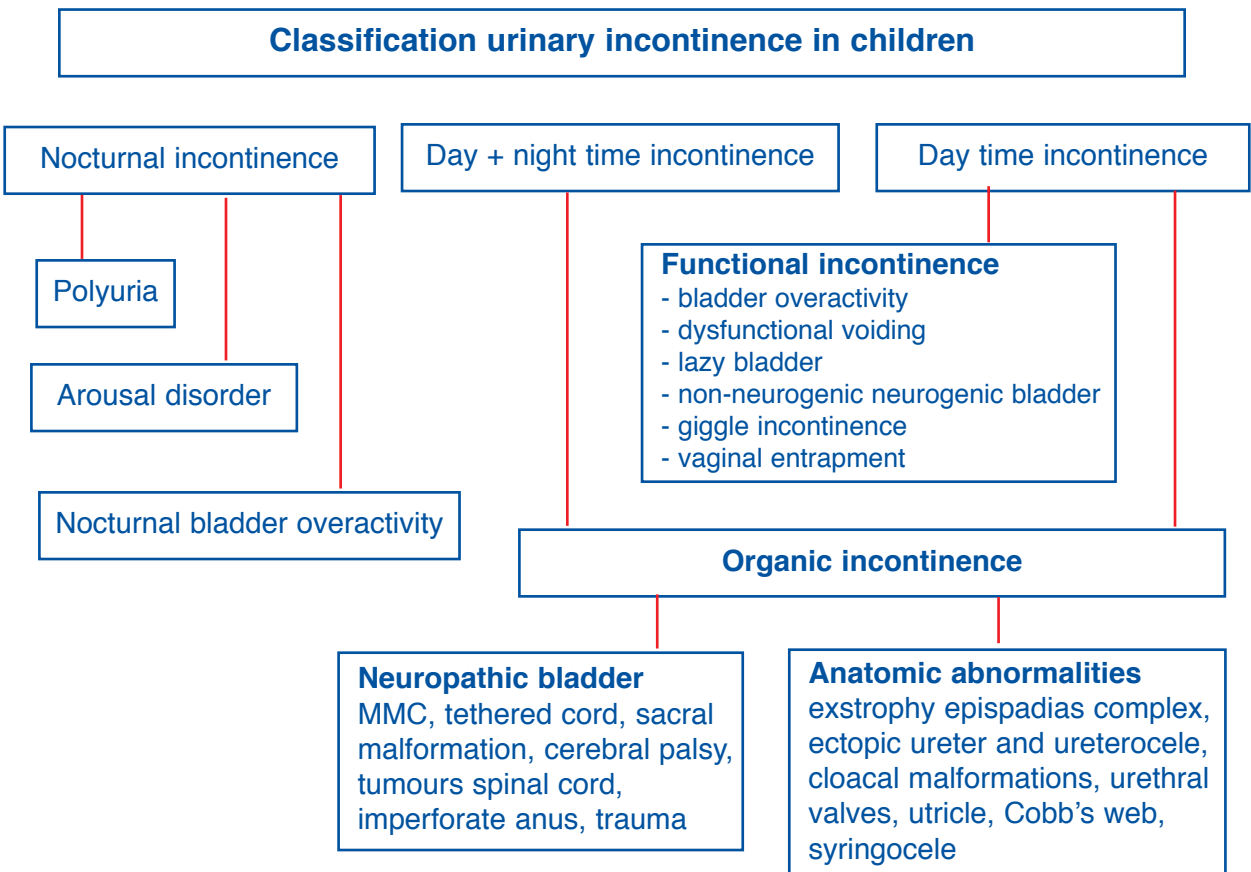 Classification urinary incontinence in children
Nocturnal incontinence
Day + night time incontinence
Day time incontinence
Polyuria
Arousal disorder
Nocturnal bladder overactivity
Functional incontinence
- bladder overactivity
- dysfunctional voiding
- lazy bladder
- non-neurogenic neurogenic bladder
- giggle incontinence
- vaginal entrapment
Organic incontinence
Neuropathic bladder
MMC, tethered cord, sacral
malformation, cerebral palsy,
tumours spinal cord,
imperforate anus, trauma
Anatomic abnormalities
exstrophy epispadias complex,
ectopic ureter and ureterocele,
cloacal malformations, urethral
valves, utricle, Cobb's web,
syringocele